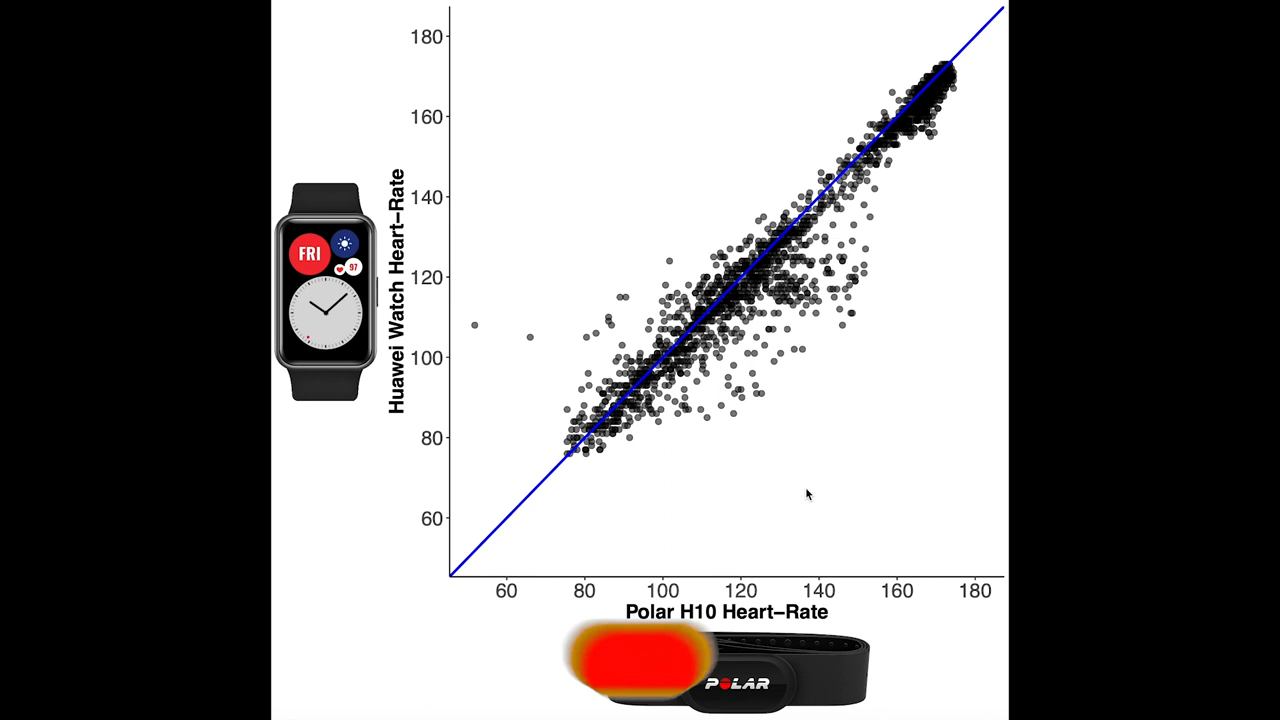 180
160
140
120
100
80
60
Huawei Watch Heart–Rate
FRI
97
60 80 100 120 140 160 180
Polar H10 Heart–Rate
POLAR